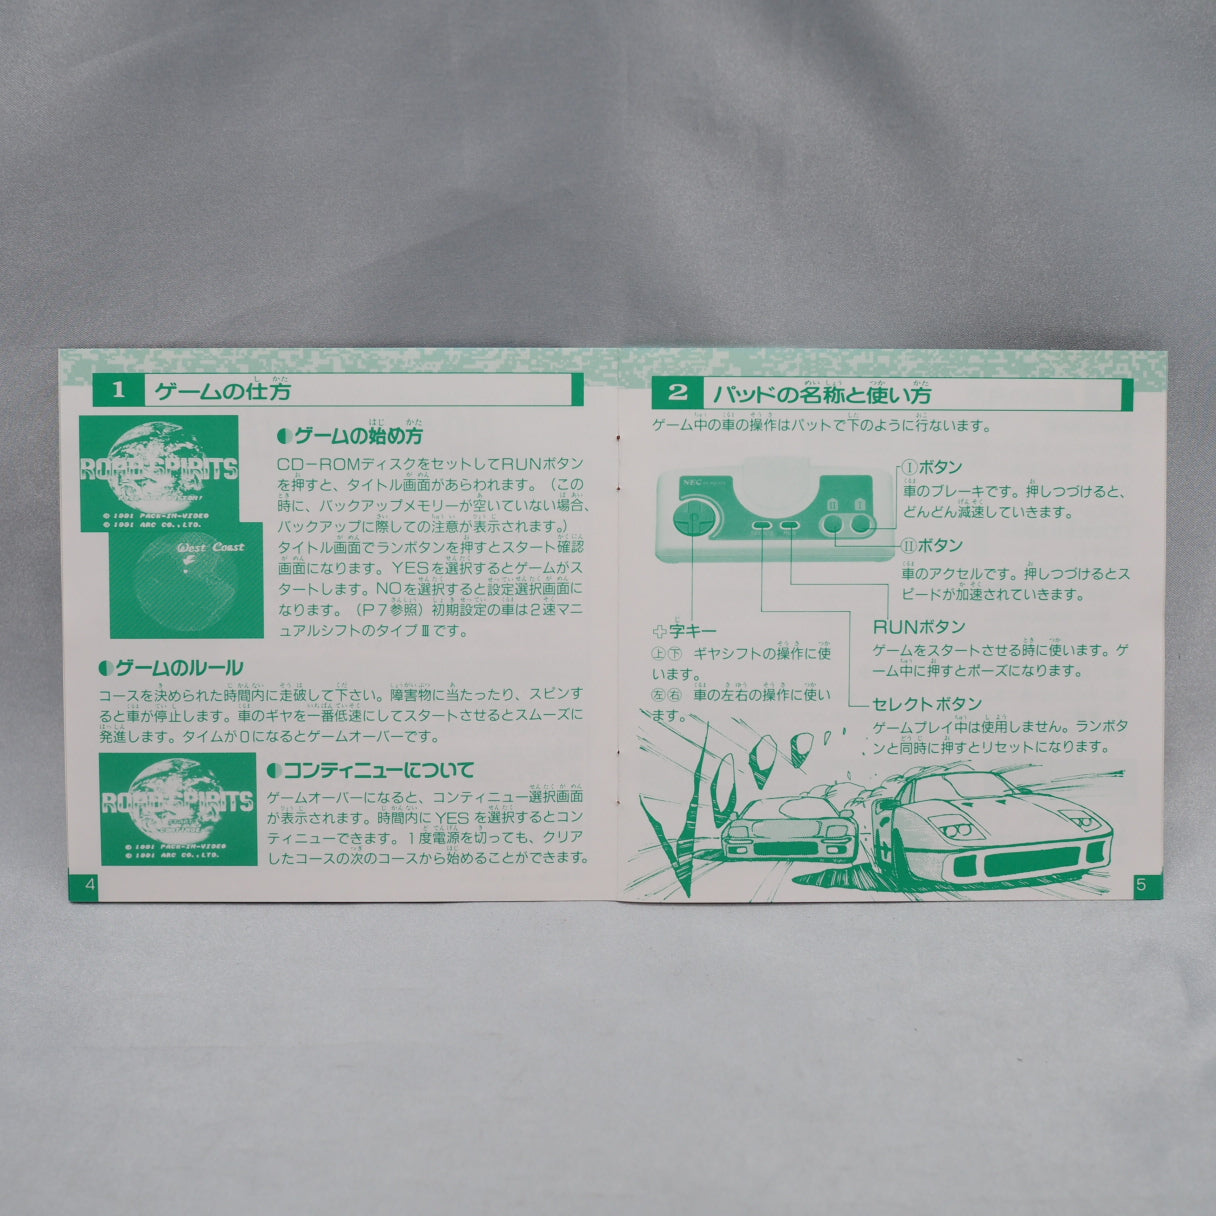 1 ゲームの仕方
ROAD SPIRITS
© 1991 PACK-IN-VIDEO
© 1991 ARC CO., LTD.
West Coast
●ゲームの始め方
CD-ROMディスクをセットしてRUNボタン
を押すと、タイトル画面があらわれます。(この
時に、バックアップメモリーが空いていない場合、
バックアップに際しての注意が表示されます。)
タイトル画面でランボタンを押すとスタート確認
画面になります。YESを選択するとゲームがス
タートします。NOを選択すると設定選択画面に
なります。(P7参照)初期設定の車は2速マニ
ュアルシフトのタイプⅢです。
●ゲームのルール
コースを決められた時間内に走破して下さい。障害物に当たったり、スピンす
ると車が停止します。車のギヤを一番低速にしてスタートさせるとスムーズに
発進します。タイムが0になるとゲームオーバーです。
ROAD SPIRITS
© 1991 PACK-IN-VIDEO
© 1991 ARC CO., LTD.
●コンティニューについて
ゲームオーバーになると、コンティニュー選択画面
が表示されます。時間内にYESを選択するとコン
ティニューできます。1度電源を切っても、クリア
したコースの次のコースから始めることができます。
4
2 パッドの名称と使い方
ゲーム中の車の操作はパットで下のように行ないます。
NEC
Ⅱ
Ⅰ
Ⅰボタン
車のブレーキです。押しつづけると、
どんどん減速していきます。
Ⅱボタン
車のアクセルです。押しつづけるとス
ピードが加速されていきます。
RUNボタン
ゲームをスタートさせる時に使います。ゲ
ーム中に押すとポーズになります。
セレクトボタン
ゲームプレイ中は使用しません。ランボタ
ンと同時に押すとリセットになります。
十字キー
上下 ギヤシフトの操作に使
います。
左右 車の左右の操作に使い
ます。
5